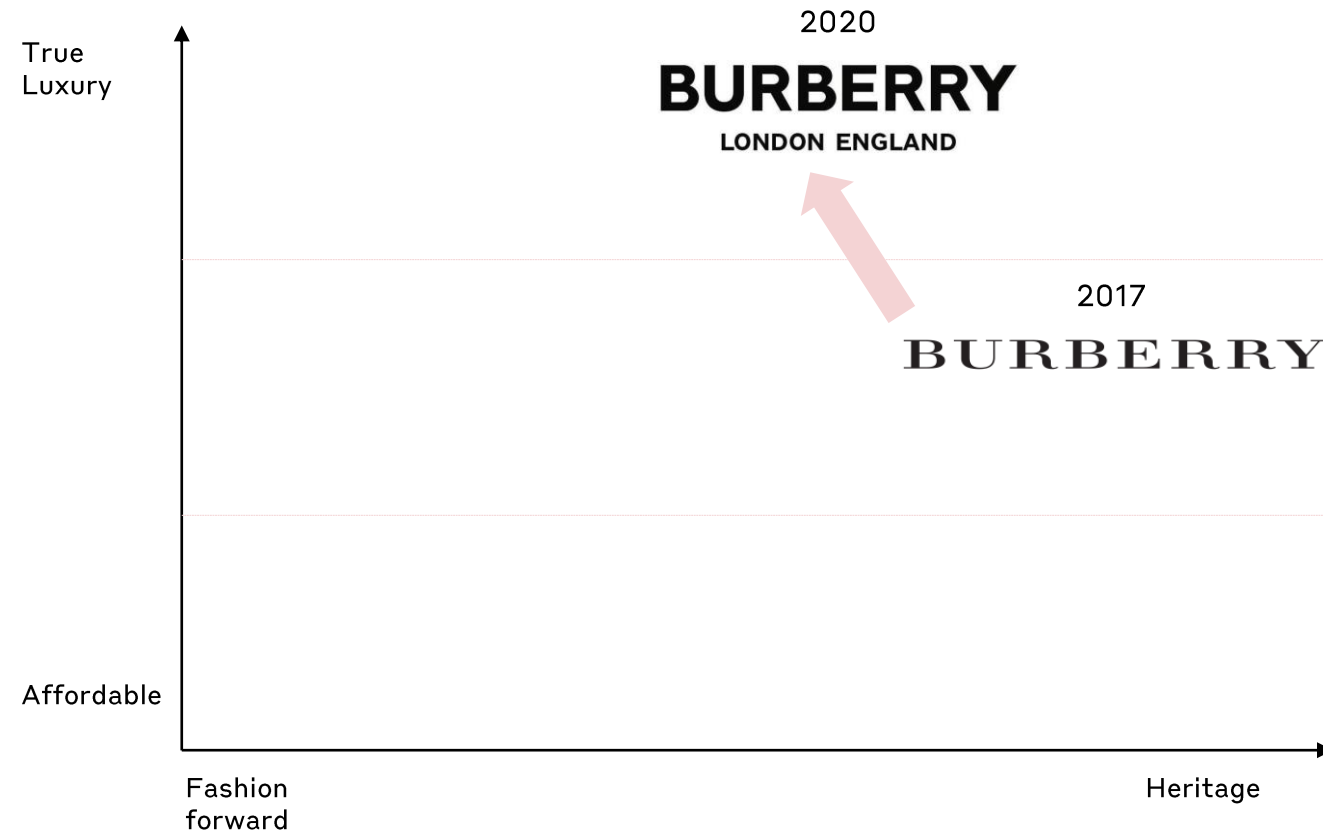 2020
True
Luxury
BURBERRY
LONDON ENGLAND
2017
BURBERRY
Affordable
Fashion
forward
Heritage